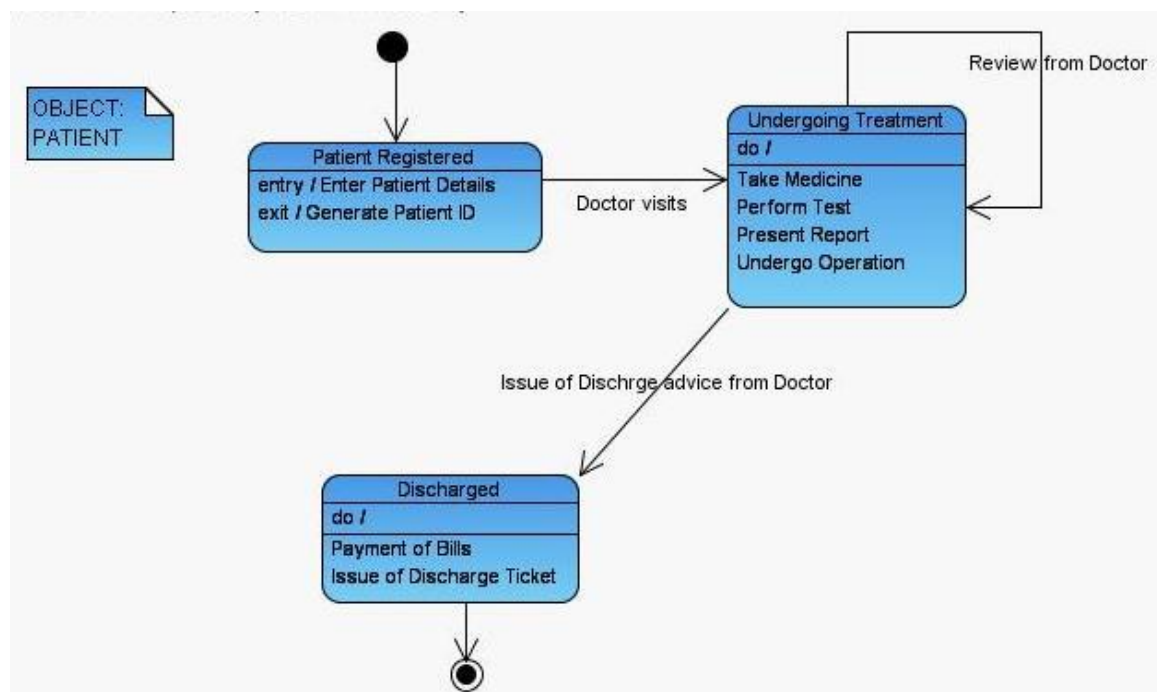 OBJECT:
PATIENT
Patient Registered
entry / Enter Patient Details
exit / Generate Patient ID
Doctor visits
Review from Doctor
Undergoing Treatment
do /
Take Medicine
Perform Test
Present Report
Undergo Operation
Issue of Dischrge advice from Doctor
Discharged
do /
Payment of Bills
Issue of Discharge Ticket